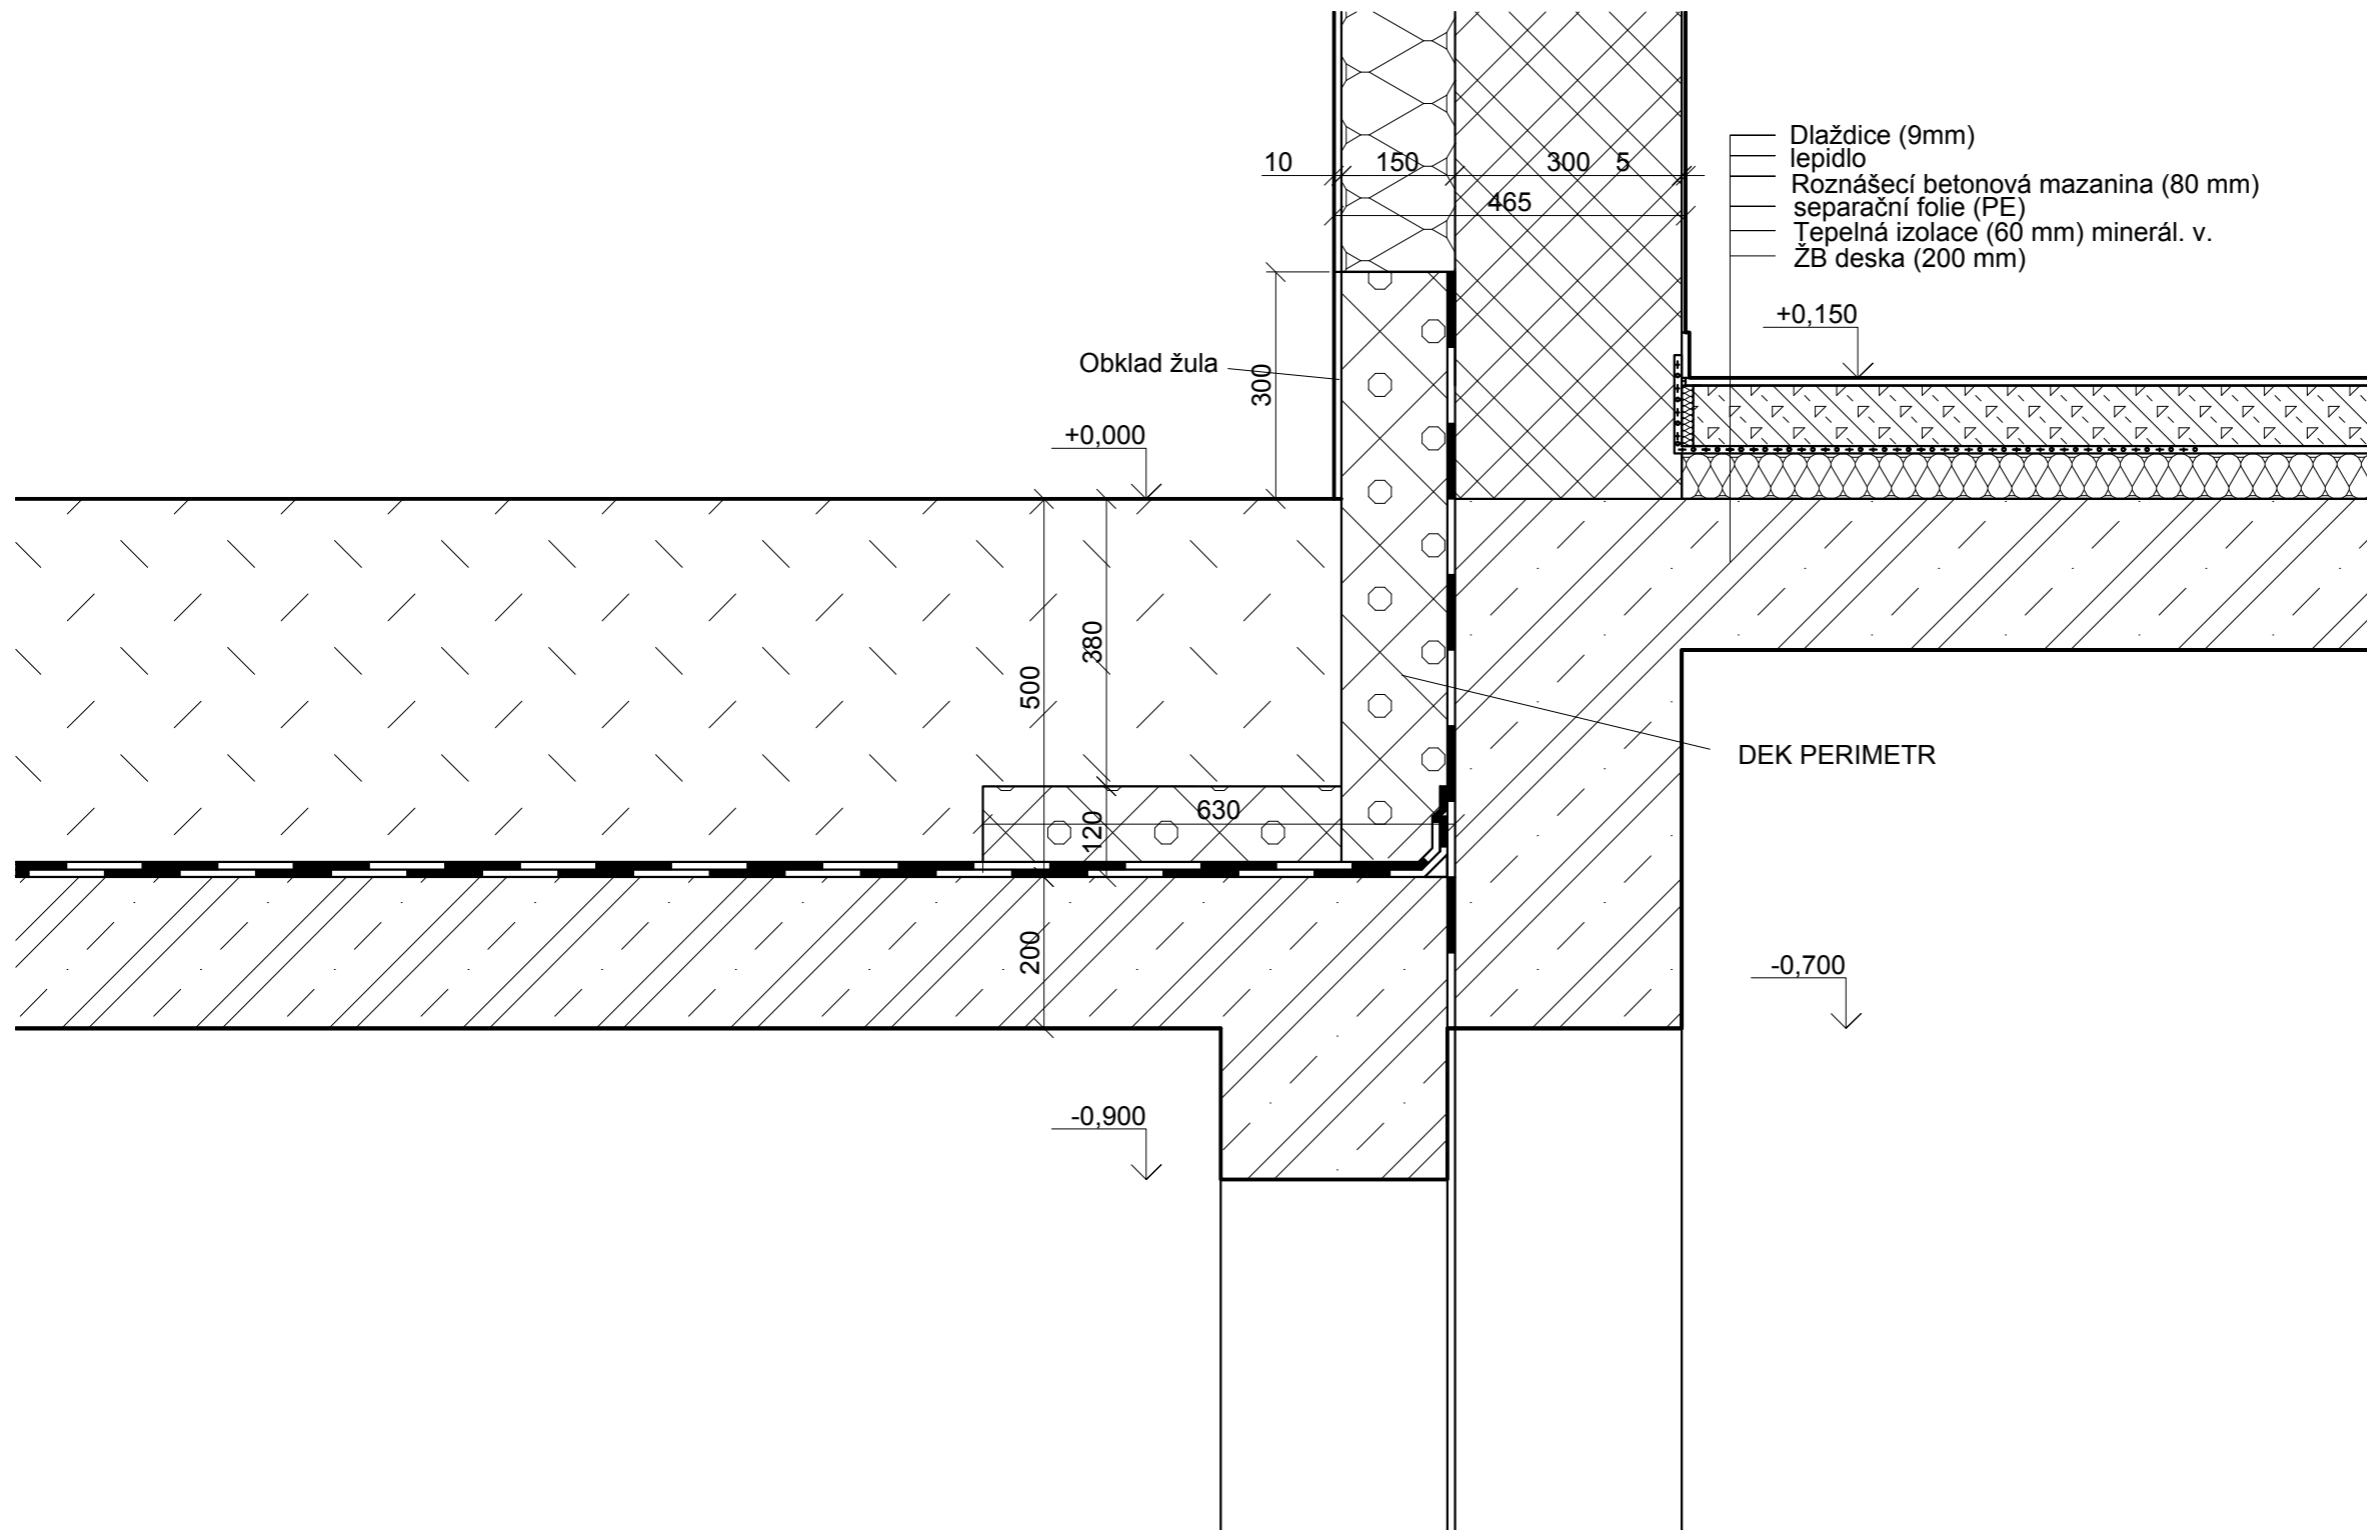 Dlaždice (9mm)
lepidlo
10 150 300 5
Roznášecí betonová mazanina (80 mm)
465
separační folie (PE)
Tepelná izolace (60 mm) minerál. v.
ŽB deska (200 mm)
+0,150
Obklad žula
300
+0,000
380
500
DEK PERIMETR
630
120
200
-0,700
-0,900